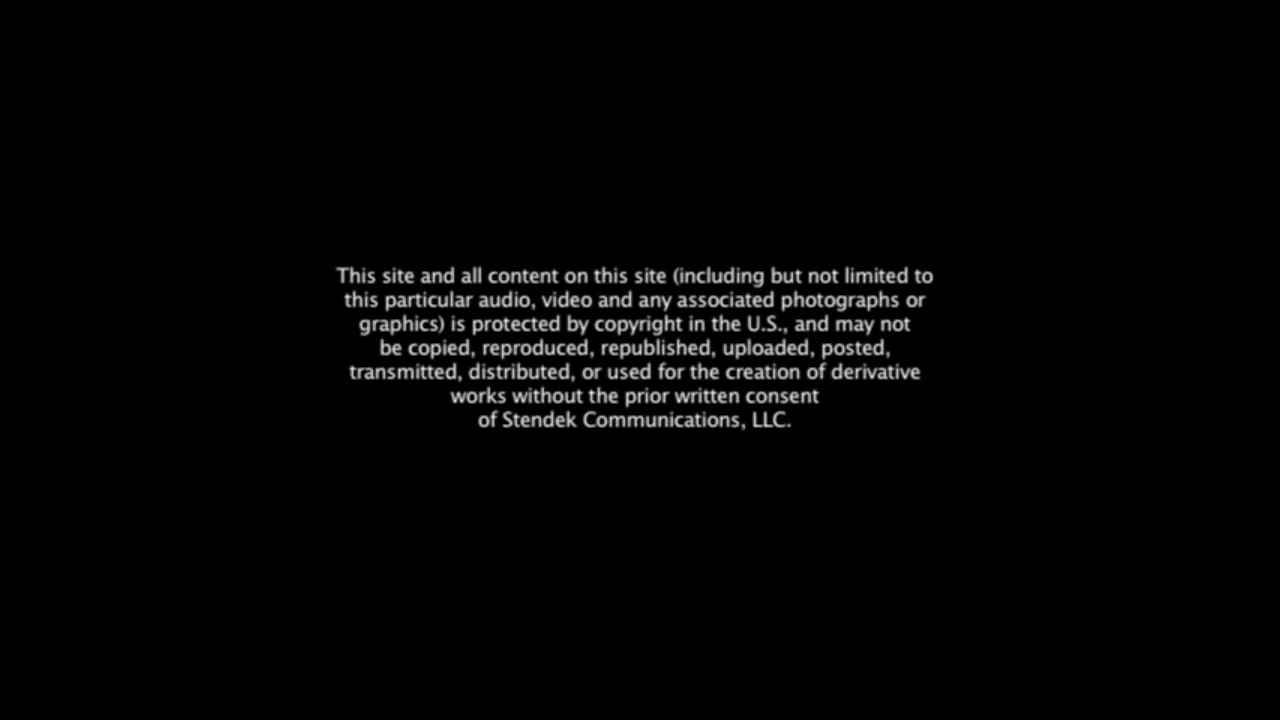 This site and all content on this site (including but not limited to
this particular audio, video and any associated photographs or
graphics) is protected by copyright in the U.S., and may not
be copied, reproduced, republished, uploaded, posted,
transmitted, distributed, or used for the creation of derivative
works without the prior written consent
of Stendek Communications, LLC.